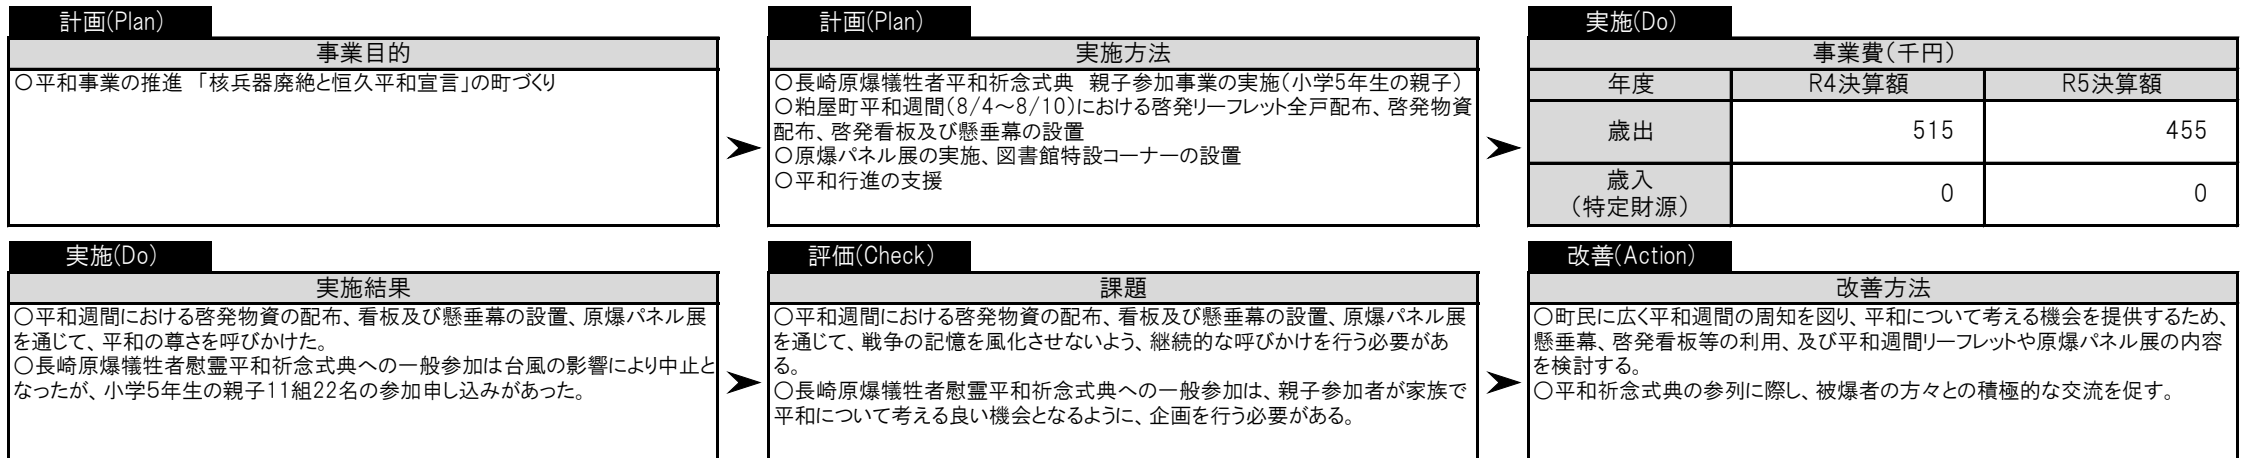 計画(Plan)
事業目的
〇平和事業の推進 「核兵器廃絶と恒久平和宣言」の町づくり
計画(Plan)
実施方法
〇長崎原爆犠牲者平和祈念式典 親子参加事業の実施(小学5年生の親子)
〇粕屋町平和週間(8/4～8/10)における啓発リーフレット全戸配布、啓発物資
配布、啓発看板及び懸垂幕の設置
〇原爆パネル展の実施、図書館特設コーナーの設置
〇平和行進の支援
実施(Do)
事業費(千円)
年度 R4決算額 R5決算額
歳出 515 455
歳入
(特定財源) 0 0
実施(Do)
実施結果
〇平和週間における啓発物資の配布、看板及び懸垂幕の設置、原爆パネル展
を通じて、平和の尊さを呼びかけた。
〇長崎原爆犠牲者慰霊平和祈念式典への一般参加は台風の影響により中止と
なったが、小学5年生の親子11組22名の参加申し込みがあった。
評価(Check)
課題
〇平和週間における啓発物資の配布、看板及び懸垂幕の設置、原爆パネル展
を通じて、戦争の記憶を風化させないよう、継続的な呼びかけを行う必要があ
る。
〇長崎原爆犠牲者慰霊平和祈念式典への一般参加は、親子参加者が家族で
平和について考える良い機会となるように、企画を行う必要がある。
改善(Action)
改善方法
〇町民に広く平和週間の周知を図り、平和について考える機会を提供するため、
懸垂幕、啓発看板等の利用、及び平和週間リーフレットや原爆パネル展の内容
を検討する。
〇平和祈念式典の参列に際し、被爆者の方々との積極的な交流を促す。